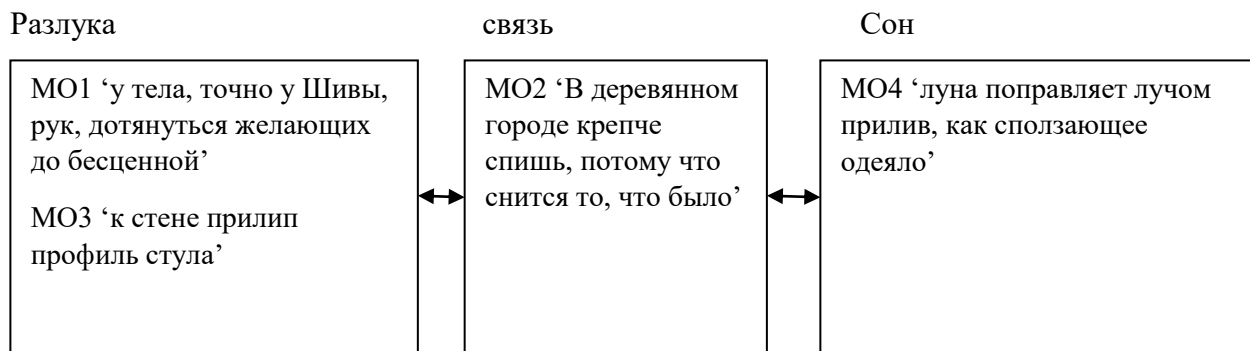 Разлука
связь
Сон
МО1 ‘у тела, точно у Шивы,
рук, дотянуться желающих
до бесценной’
МО3 ‘к стене прилип
профиль стула’
МО2 ‘В деревянном
городе крепче
спишь, потому что
снится то, что было’
МО4 ‘луна поправляет лучом
прилив, как сползающее
одеяло’